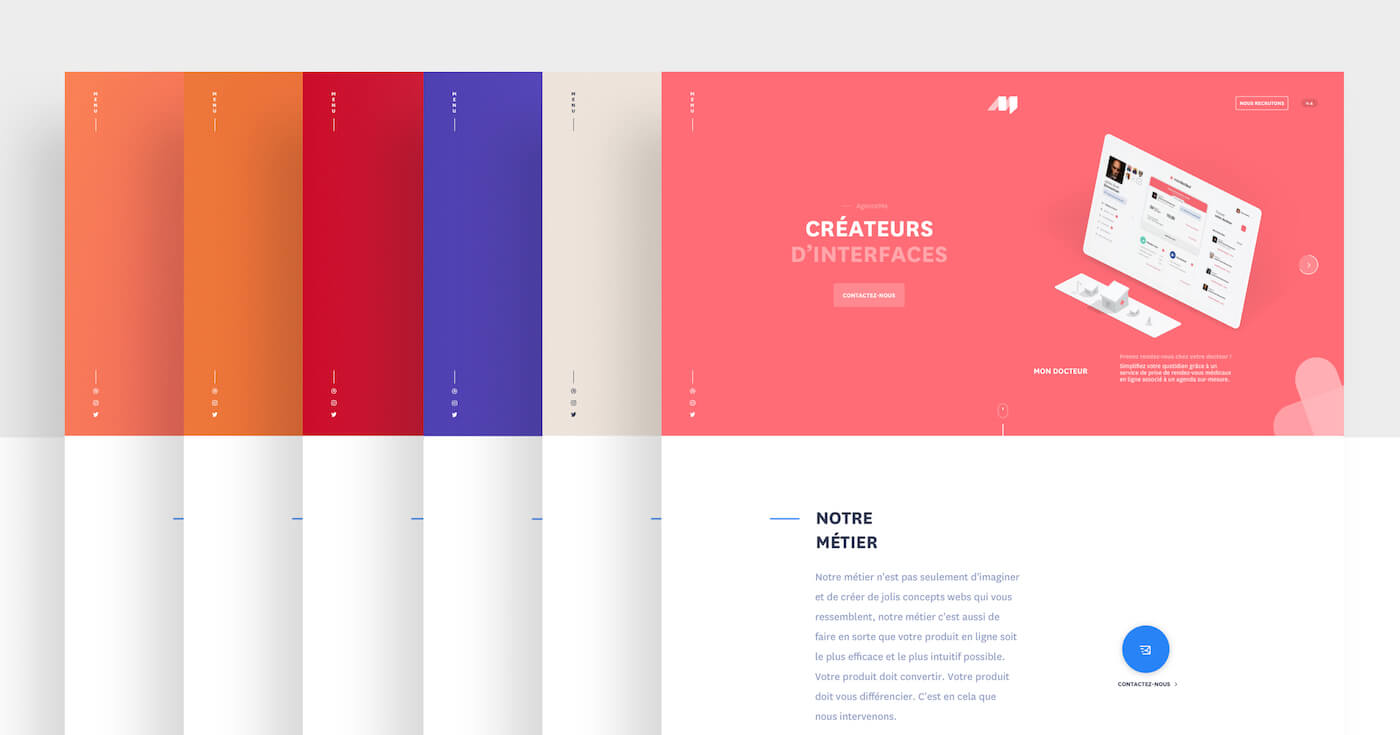 MENU
MENU
MENU
MENU
MENU
MENU
NOUS RECRUTONS
AgenceMe
CRÉATEURS
D'INTERFACES
CONTACTEZ-NOUS
MON DOCTEUR
Prenez rendez-vous chez votre docteur !
Simplifiez votre quotidien grâce à un
service de prise de rendez-vous médicaux
en ligne associé à un agenda sur-mesure.
NOTRE
MÉTIER
Notre métier n'est pas seulement d'imaginer
et de créer de jolis concepts webs qui vous
ressemblent, notre métier c'est aussi de
faire en sorte que votre produit en ligne soit
le plus efficace et le plus intuitif possible.
Votre produit doit convertir. Votre produit
doit vous différencier. C'est en cela que
nous intervenons.
CONTACTEZ-NOUS